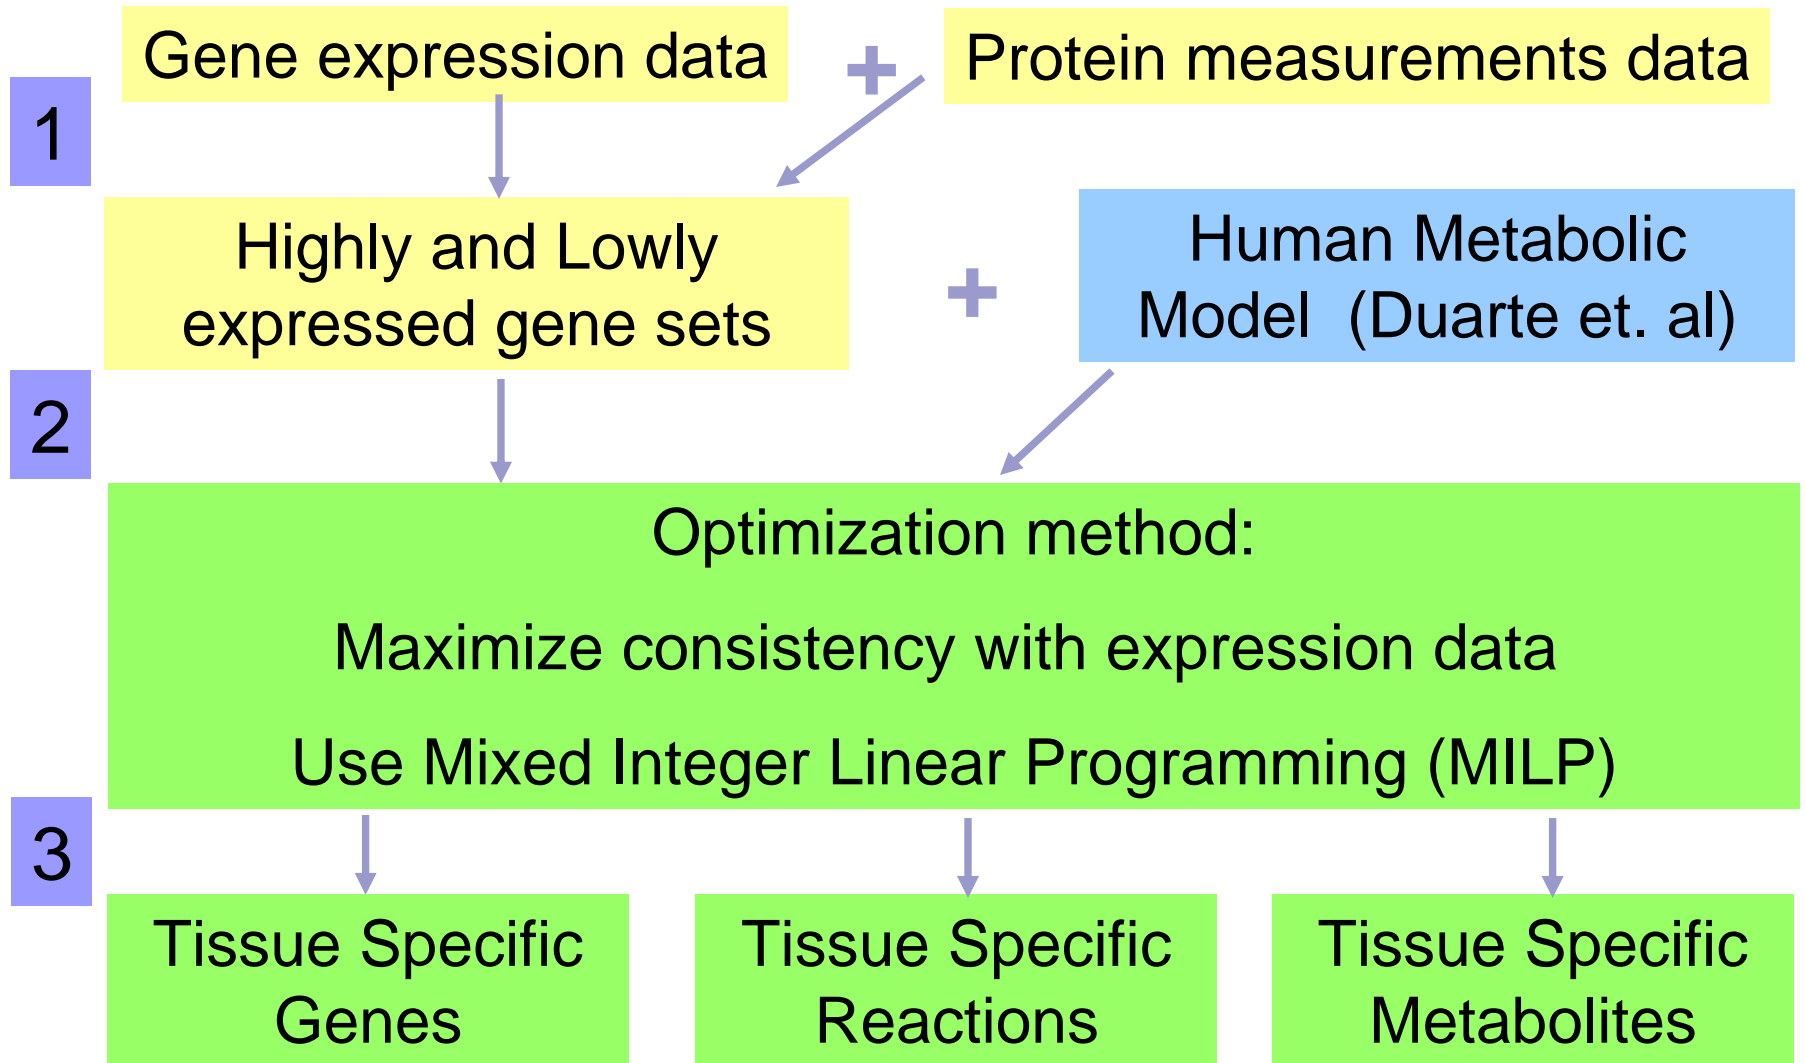 Gene expression data
+
Protein measurements data
1
Highly and Lowly
expressed gene sets
+
Human Metabolic
Model  (Duarte et. al)
2
Optimization method:
Maximize consistency with expression data
Use Mixed Integer Linear Programming (MILP)
3
Tissue Specific
Genes
Tissue Specific
Reactions
Tissue Specific
Metabolites